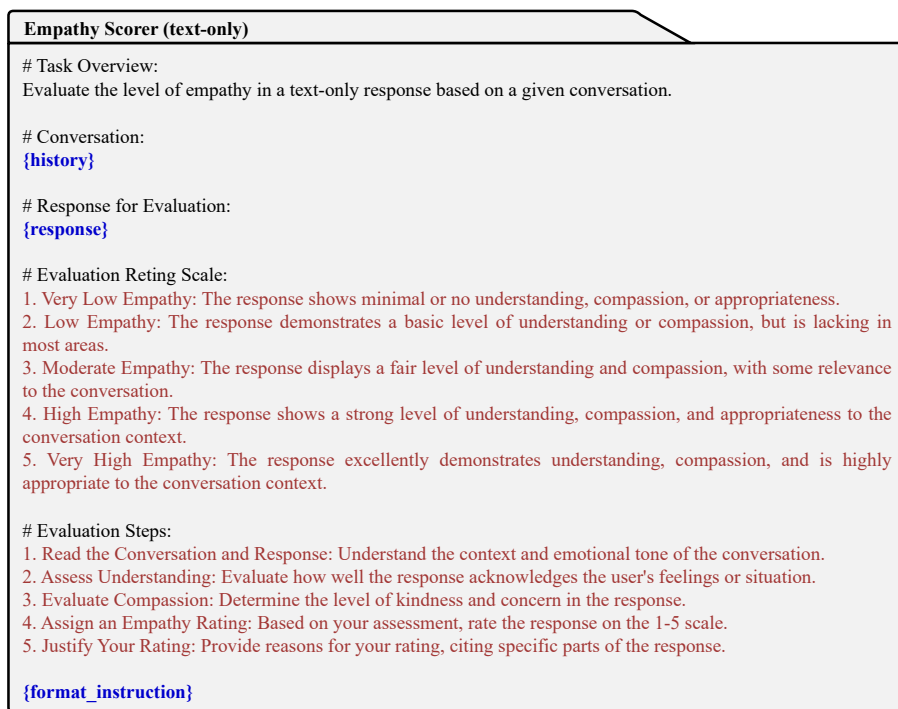 Empathy Scorer (text-only)
# Task Overview:
Evaluate the level of empathy in a text-only response based on a given conversation.
# Conversation:
{history}
# Response for Evaluation:
{response}
# Evaluation Reting Scale:
1. Very Low Empathy: The response shows minimal or no understanding, compassion, or appropriateness.
2. Low Empathy: The response demonstrates a basic level of understanding or compassion, but is lacking in
most areas.
3. Moderate Empathy: The response displays a fair level of understanding and compassion, with some relevance
to the conversation.
4. High Empathy: The response shows a strong level of understanding, compassion, and appropriateness to the
conversation context.
5. Very High Empathy: The response excellently demonstrates understanding, compassion, and is highly
appropriate to the conversation context.
# Evaluation Steps:
1. Read the Conversation and Response: Understand the context and emotional tone of the conversation.
2. Assess Understanding: Evaluate how well the response acknowledges the user's feelings or situation.
3. Evaluate Compassion: Determine the level of kindness and concern in the response.
4. Assign an Empathy Rating: Based on your assessment, rate the response on the 1-5 scale.
5. Justify Your Rating: Provide reasons for your rating, citing specific parts of the response.
{format_instruction}